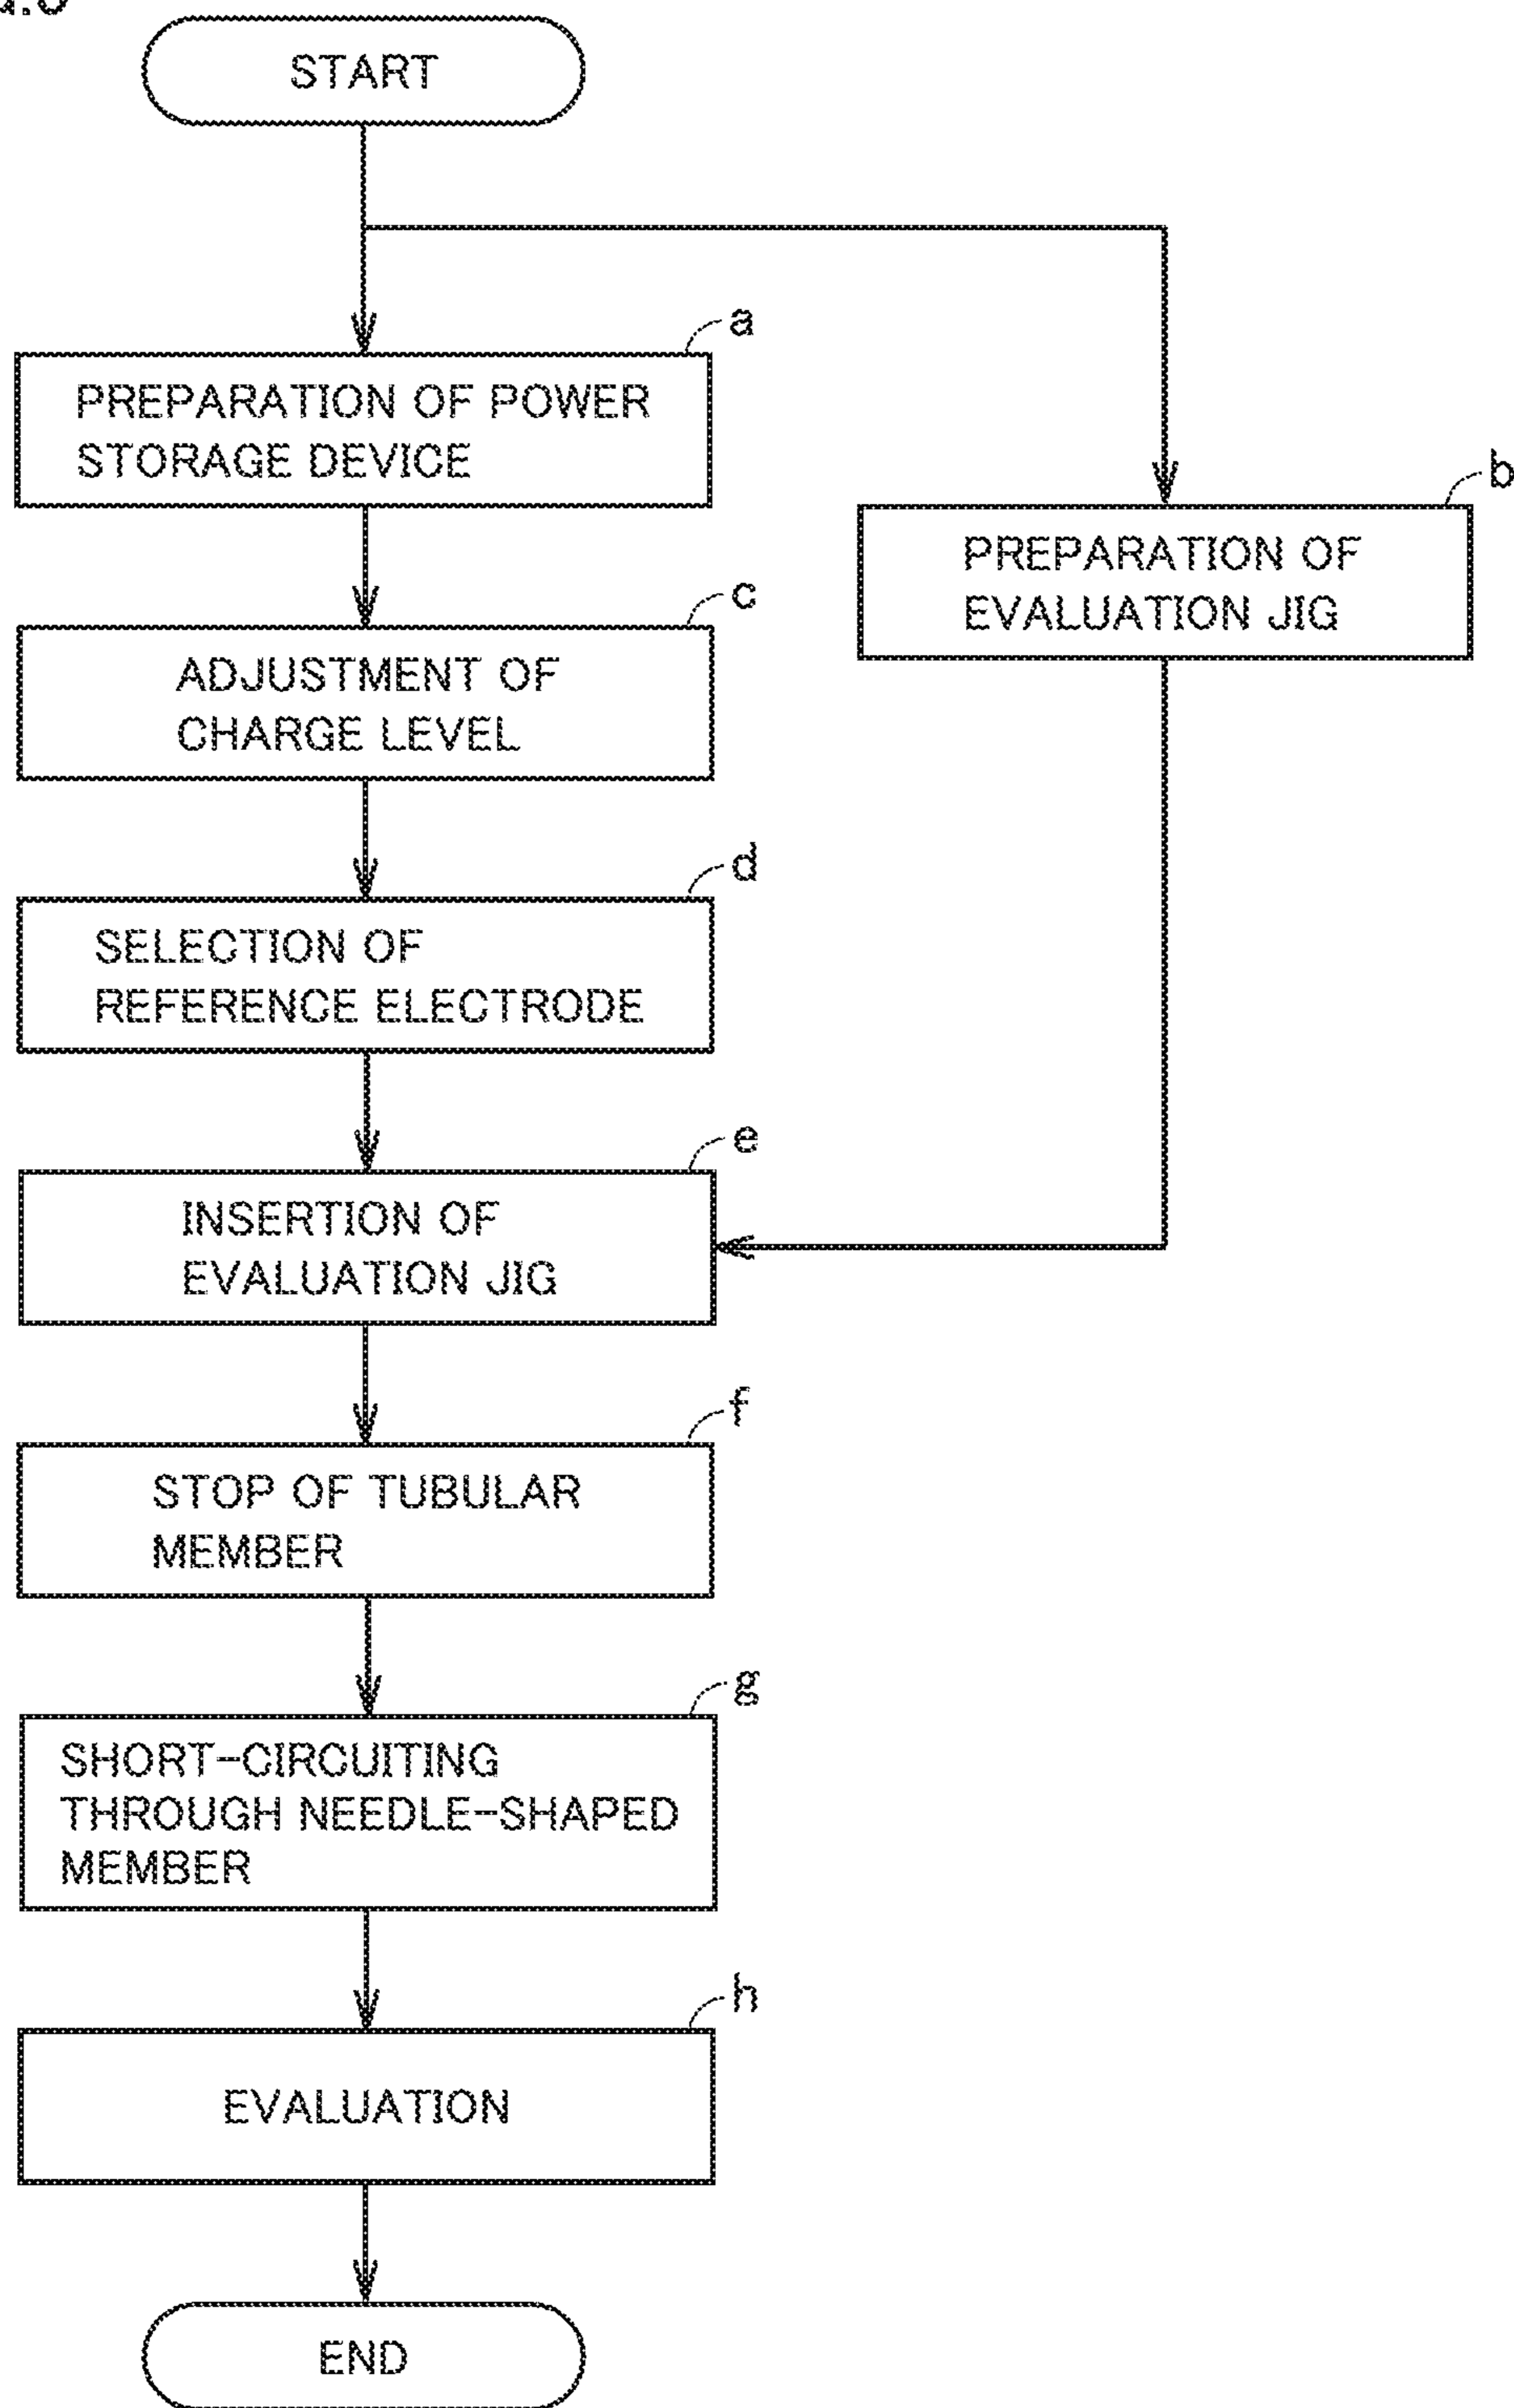 START
a
PREPARATION OF POWER
STORAGE DEVICE
b
PREPARATION OF
EVALUATION JIG
c
ADJUSTMENT OF
CHARGE LEVEL
d
SELECTION OF
REFERENCE ELECTRODE
e
INSERTION OF
EVALUATION JIG
f
STOP OF TUBULAR
MEMBER
g
SHORT-CIRCUITING
THROUGH NEEDLE-SHAPED
MEMBER
h
EVALUATION
END